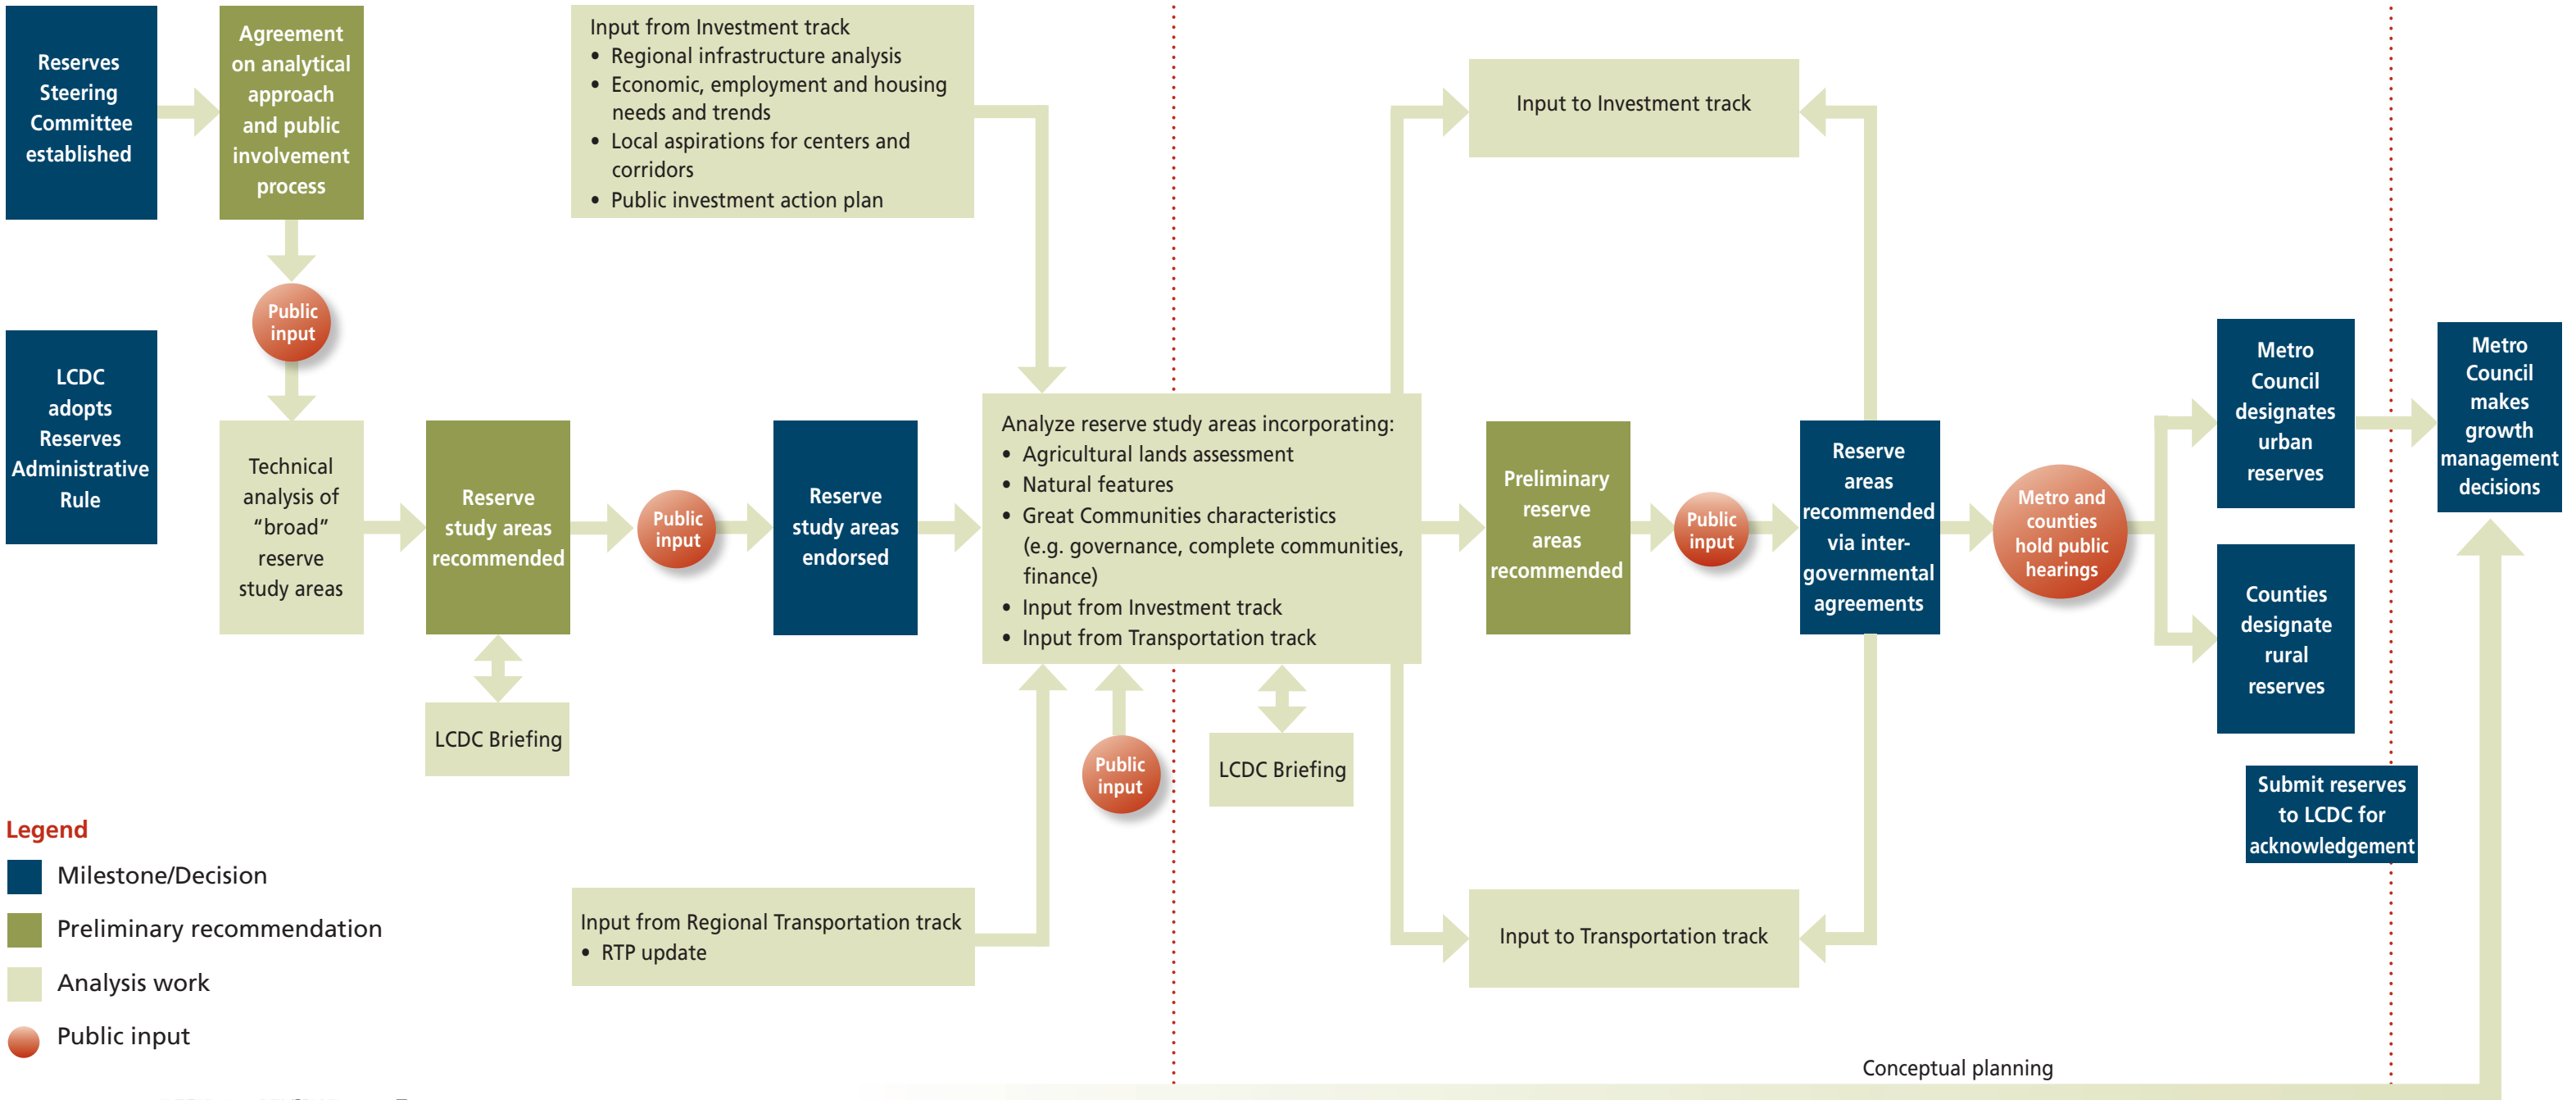 Reserves
Steering
Committee
established
Agreement
on analytical
approach
and public
involvement
process
Input from Investment track
• Regional infrastructure analysis
• Economic, employment and housing
needs and trends
• Local aspirations for centers and
corridors
• Public investment action plan
Input to Investment track
Public
input
LCDC
adopts
Reserves
Administrative
Rule
Technical
analysis of
“broad”
reserve
study areas
Reserve
study areas
recommended
Public
input
Reserve
study areas
endorsed
Analyze reserve study areas incorporating:
• Agricultural lands assessment
• Natural features
• Great Communities characteristics
(e.g. governance, complete communities,
finance)
• Input from Investment track
• Input from Transportation track
Preliminary
reserve
areas
recommended
Public
input
Reserve
areas
recommended
via inter-
governmental
agreements
Metro and
counties
hold public
hearings
Metro
Council
designates
urban
reserves
Metro
Council
makes
growth
management
decisions
Counties
designate
rural
reserves
LCDC Briefing
Public
input
LCDC Briefing
Submit reserves
to LCDC for
acknowledgement
Input from Regional Transportation track
• RTP update
Input to Transportation track
Legend
Milestone/Decision
Preliminary recommendation
Analysis work
Public input
Conceptual planning